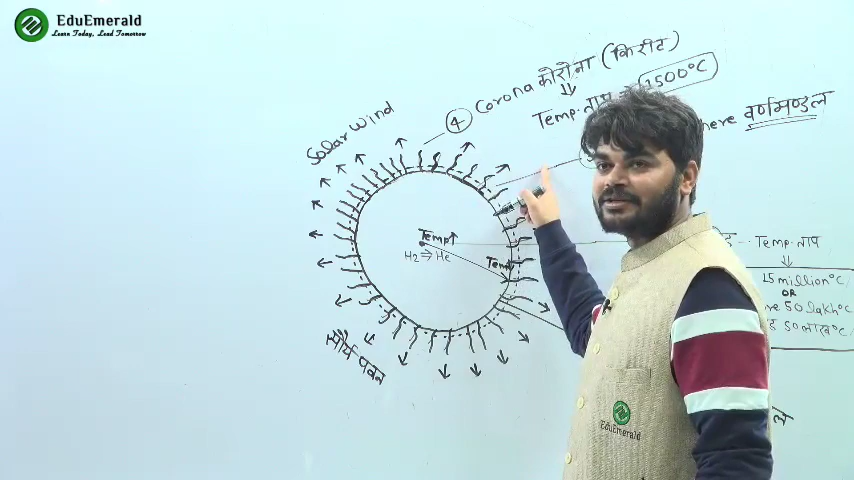 EduEmerald
Learn Today, Lead Tomorrow
④ Corona कोरोना (किरीट)
⇓
Temp. ताप 1500°C
here वर्णमण्डल
Solar Wind
Temp↑
H₂ → He
Temp↓
Temp. ताप
⇓
15 million°C
OR
50 lakh°C
50 लाख°C
सौर्य पवन
EduEmerald